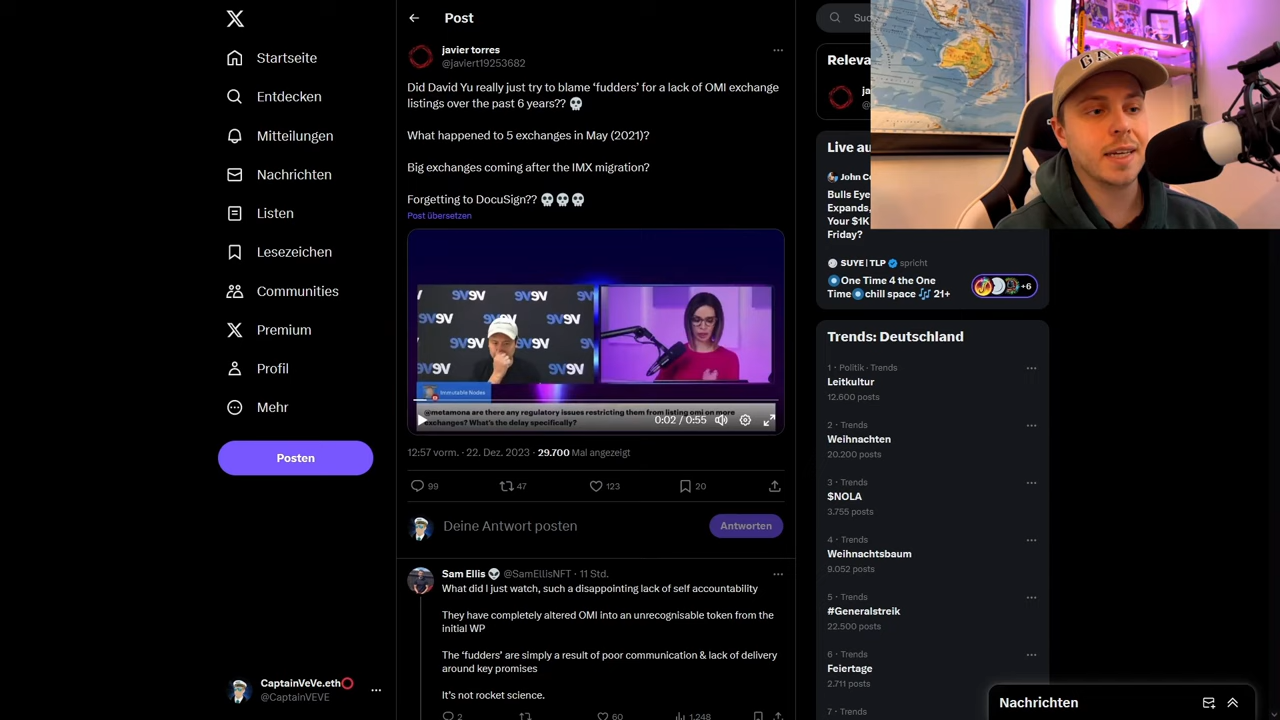 Startseite
Entdecken
Mitteilungen
Nachrichten
Listen
Lesezeichen
Communities
Premium
Profil
Mehr
Posten
CaptainVeVe.eth⭕
@CaptainVEVE
Post
javier torres
@javiert19253682
Did David Yu really just try to blame ‘fudders’ for a lack of OMI exchange
listings over the past 6 years?? 💀
What happened to 5 exchanges in May (2021)?
Big exchanges coming after the IMX migration?
Forgetting to DocuSign?? 💀💀💀
Post übersetzen
Immutable Nodes
@metamona are there any regulatory issues restricting them from listing omi on more
exchanges? What's the delay specifically?
0:02 / 0:55
12:57 vorm. · 22. Dez. 2023 · 29.700 Mal angezeigt
99 47 123 20
Deine Antwort posten
Antworten
Sam Ellis 👽 @SamEllisNFT · 11 Std.
What did I just watch, such a disappointing lack of self accountability
They have completely altered OMI into an unrecognisable token from the
initial WP
The ‘fudders’ are simply a result of poor communication & lack of delivery
around key promises
It’s not rocket science.
2 60 1.248
Releva
Live au
John Co
Bulls Eye
Expands,
Your $1K
Friday?
SUYE | TLP spricht
One Time 4 the One
Time chill space 🎶 21+
+6
Trends: Deutschland
1 · Politik · Trends
Leitkultur
12.600 posts
2 · Trends
Weihnachten
20.200 posts
3 · Trends
$NOLA
3.755 posts
4 · Trends
Weihnachtsbaum
9.052 posts
5 · Trends
#Generalstreik
22.500 posts
6 · Trends
Feiertage
2.711 posts
7 · Trends
Nachrichten